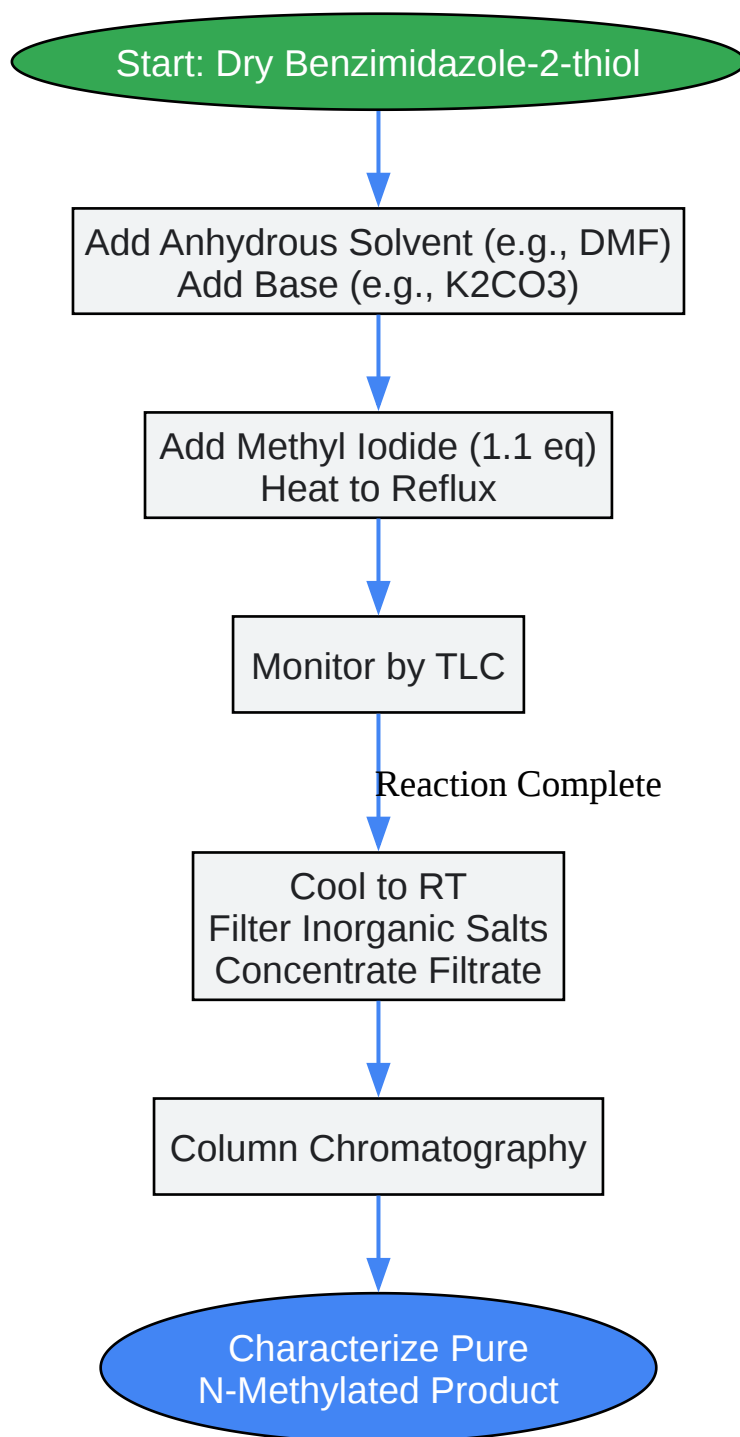 Start: Dry Benzimidazole-2-thiol
Add Anhydrous Solvent (e.g., DMF)
Add Base (e.g., K2CO3)
Add Methyl Iodide (1.1 eq)
Heat to Reflux
Monitor by TLC
Reaction Complete
Cool to RT
Filter Inorganic Salts
Concentrate Filtrate
Column Chromatography
Characterize Pure
N-Methylated Product